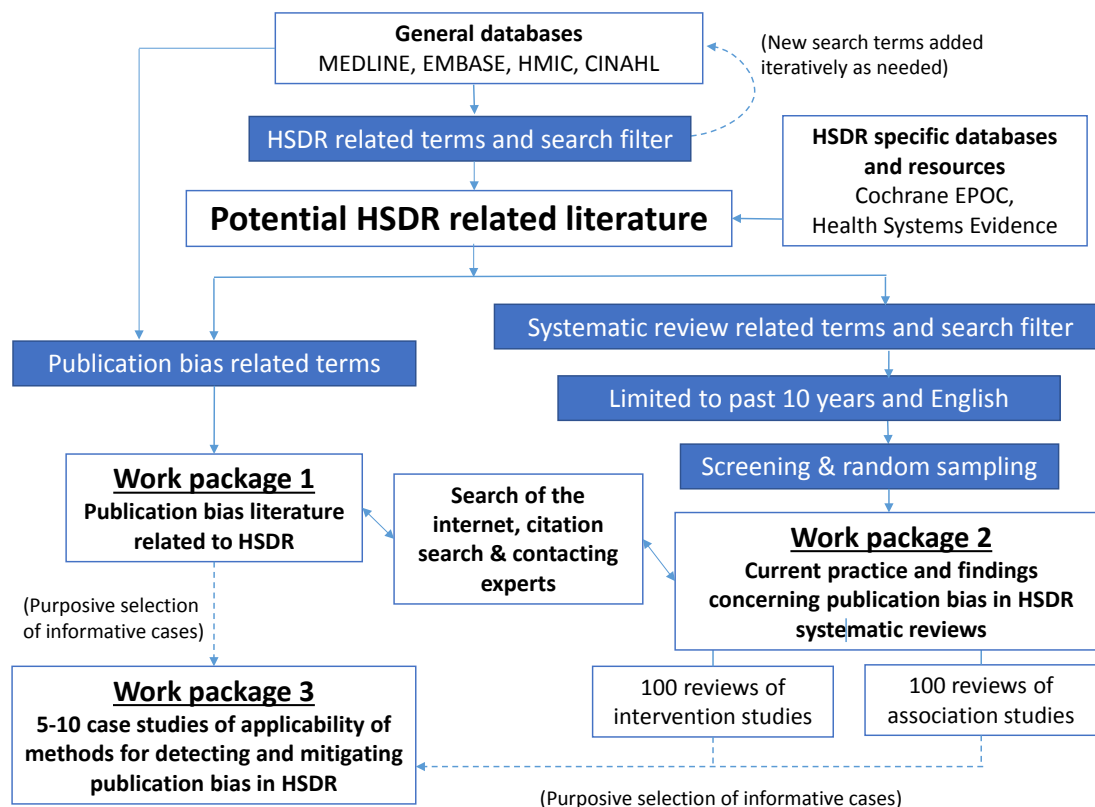 General databases
MEDLINE, EMBASE, HMIC, CINAHL
(New search terms added
iteratively as needed)
HSDR related terms and search filter
HSDR specific databases
and resources
Cochrane EPOC,
Health Systems Evidence
Potential HSDR related literature
Systematic review related terms and search filter
Publication bias related terms
Limited to past 10 years and English
Screening & random sampling
Work package 1
Publication bias literature
related to HSDR
Search of the
internet, citation
search & contacting
experts
Work package 2
Current practice and findings
concerning publication bias in HSDR
systematic reviews
(Purposive selection
of informative cases)
100 reviews of
intervention studies
100 reviews of
association studies
Work package 3
5-10 case studies of applicability of
methods for detecting and mitigating
publication bias in HSDR
(Purposive selection of informative cases)